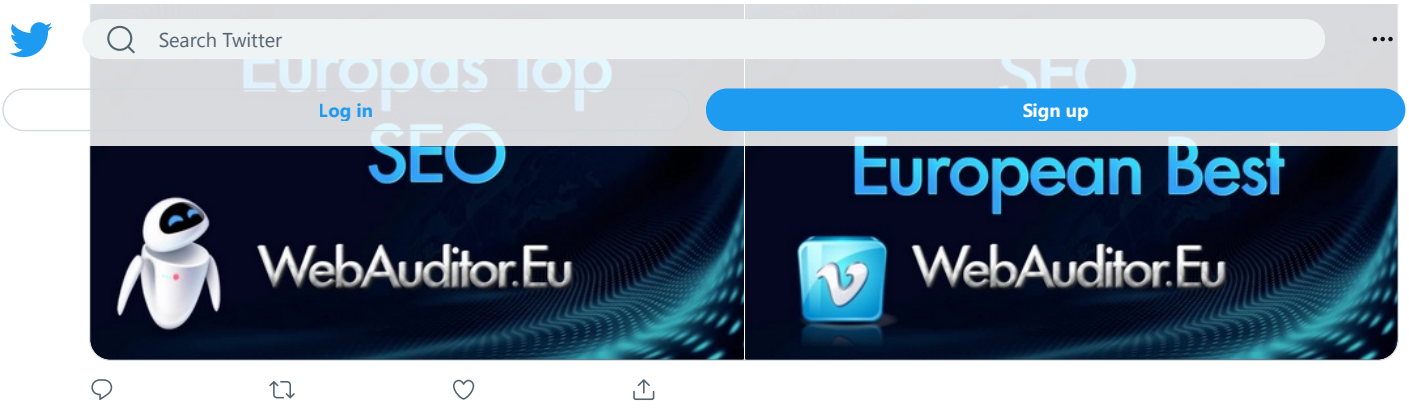 Search Twitter
Europas Top
SEO
Log in
Sign up
SEO
European Best
WebAuditor.Eu
WebAuditor.Eu